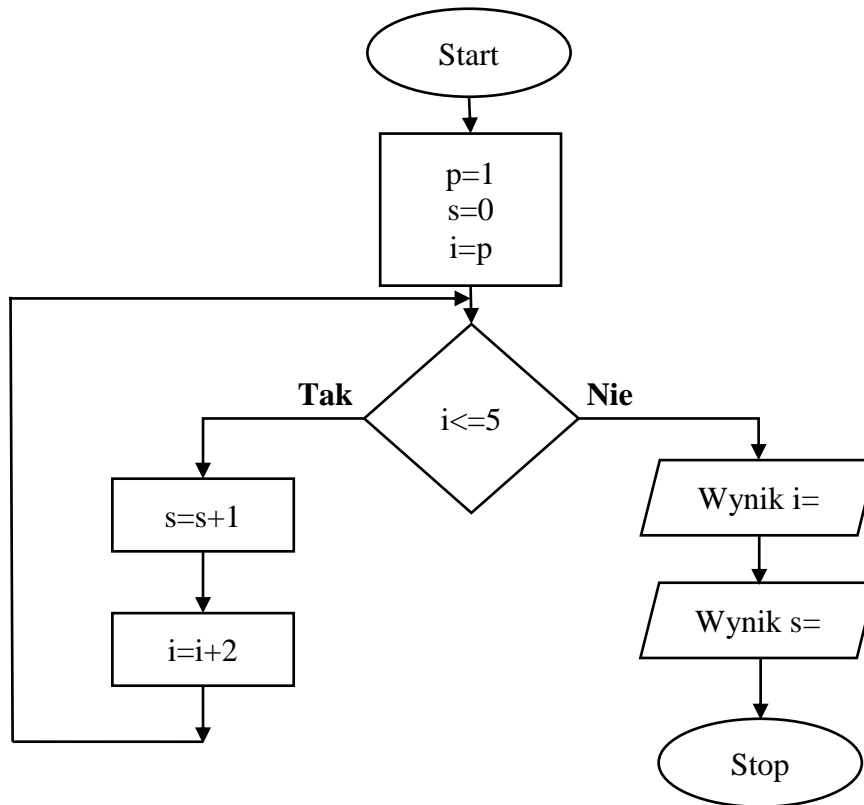 Start
p=1
s=0
i=p
Tak
Nie
i<=5
s=s+1
i=i+2
Wynik i=
Wynik s=
Stop